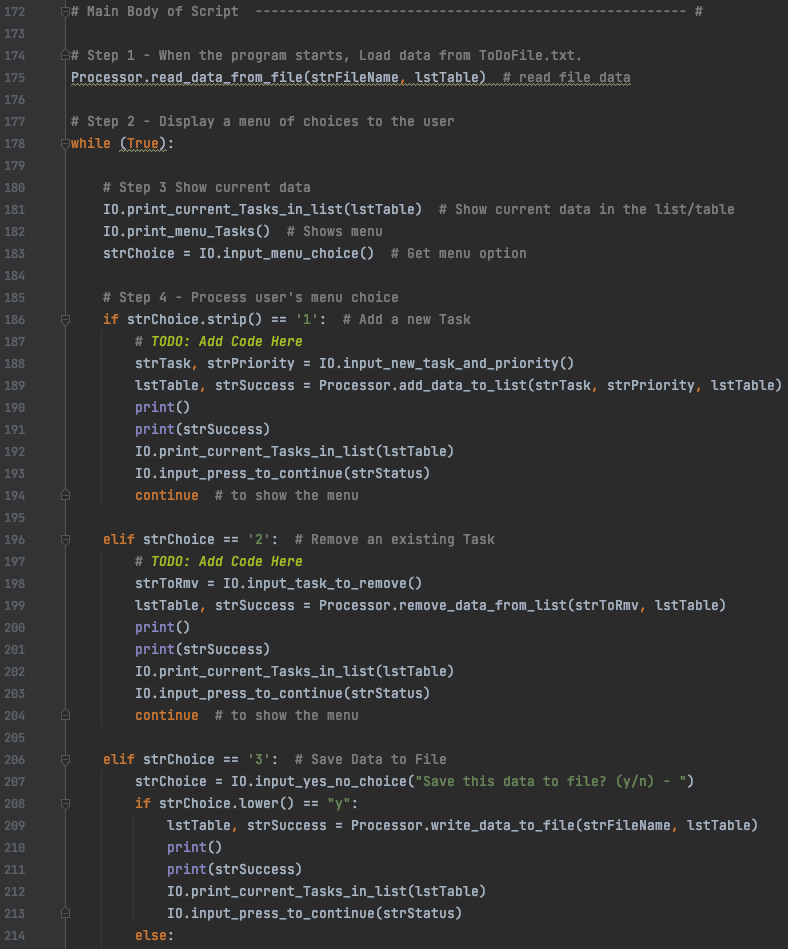 172 # Main Body of Script  ------------------------------------------------------ #
173
174 # Step 1 - When the program starts, Load data from ToDoFile.txt.
175 Processor.read_data_from_file(strFileName, lstTable)  # read file data
176
177 # Step 2 - Display a menu of choices to the user
178 while (True):
179
180     # Step 3 Show current data
181     IO.print_current_Tasks_in_list(lstTable)  # Show current data in the list/table
182     IO.print_menu_Tasks()  # Shows menu
183     strChoice = IO.input_menu_choice()  # Get menu option
184
185     # Step 4 - Process user's menu choice
186     if strChoice.strip() == '1':  # Add a new Task
187         # TODO: Add Code Here
188         strTask, strPriority = IO.input_new_task_and_priority()
189         lstTable, strSuccess = Processor.add_data_to_list(strTask, strPriority, lstTable)
190         print()
191         print(strSuccess)
192         IO.print_current_Tasks_in_list(lstTable)
193         IO.input_press_to_continue(strStatus)
194         continue  # to show the menu
195
196     elif strChoice == '2':  # Remove an existing Task
197         # TODO: Add Code Here
198         strToRmv = IO.input_task_to_remove()
199         lstTable, strSuccess = Processor.remove_data_from_list(strToRmv, lstTable)
200         print()
201         print(strSuccess)
202         IO.print_current_Tasks_in_list(lstTable)
203         IO.input_press_to_continue(strStatus)
204         continue  # to show the menu
205
206     elif strChoice == '3':  # Save Data to File
207         strChoice = IO.input_yes_no_choice("Save this data to file? (y/n) - ")
208         if strChoice.lower() == "y":
209             lstTable, strSuccess = Processor.write_data_to_file(strFileName, lstTable)
210             print()
211             print(strSuccess)
212             IO.print_current_Tasks_in_list(lstTable)
213             IO.input_press_to_continue(strStatus)
214         else: